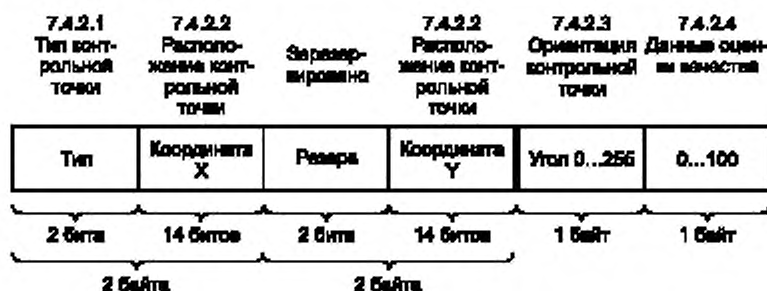 7.4.2.1
Тип конт-
рольной
точки
7.4.2.2
Располо-
жение конт-
рольной
точки
Зарезер-
вировано
7.4.2.2
Располо-
жение конт-
рольной
точки
7.4.2.3
Ориентация
контрольной
точки
7.4.2.4
Данные оцен-
ки качества
Тип
Координата
X
Резерв
Координата
Y
Угол 0...256
0...100
2 бита
14 битов
2 бита
14 битов
1 байт
1 байт
2 байта
2 байта